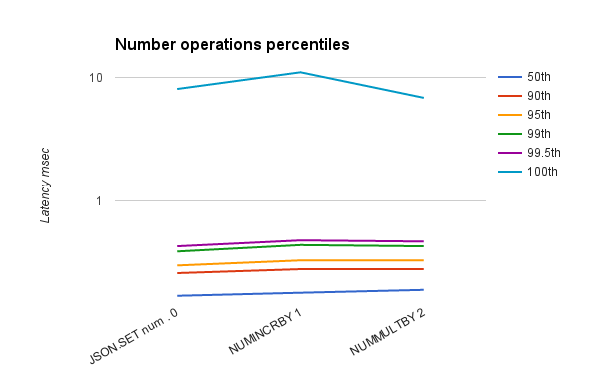 Number operations percentiles
10
1
Latency msec
JSON.SET num . 0
NUMINCRBY 1
NUMMULTBY 2
50th
90th
95th
99th
99.5th
100th